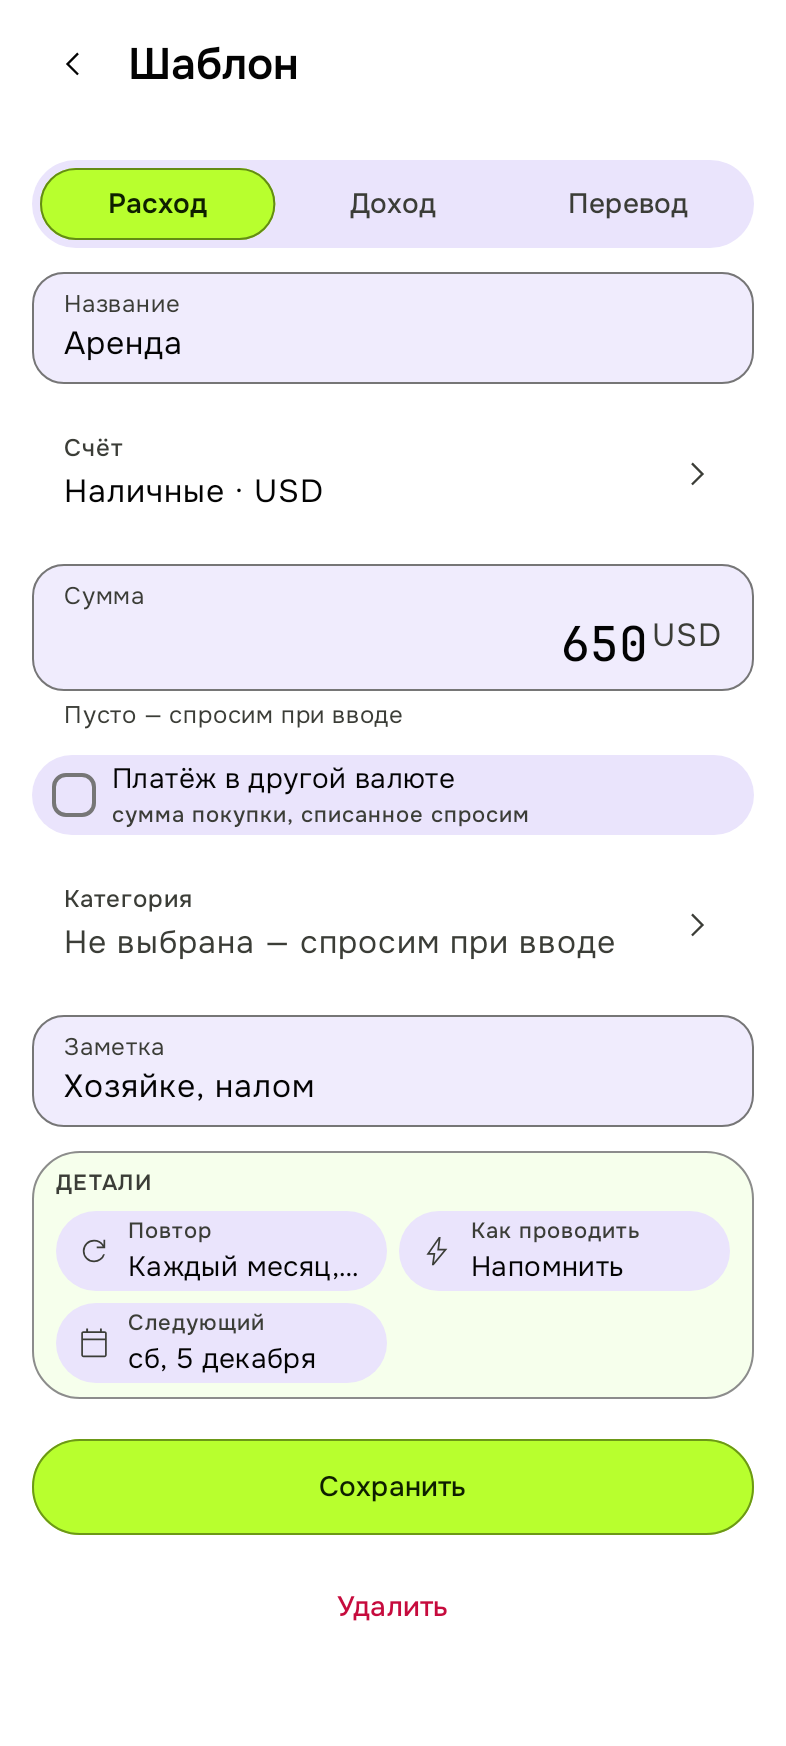 Шаблон
Расход
Доход
Перевод
Название
Аренда
Счёт
Наличные · USD
Сумма
650 USD
Пусто — спросим при вводе
Платёж в другой валюте
сумма покупки, списанное спросим
Категория
Не выбрана — спросим при вводе
Заметка
Хозяйке, налом
ДЕТАЛИ
Повтор
Каждый месяц,...
Как проводить
Напомнить
Следующий
сб, 5 декабря
Сохранить
Удалить